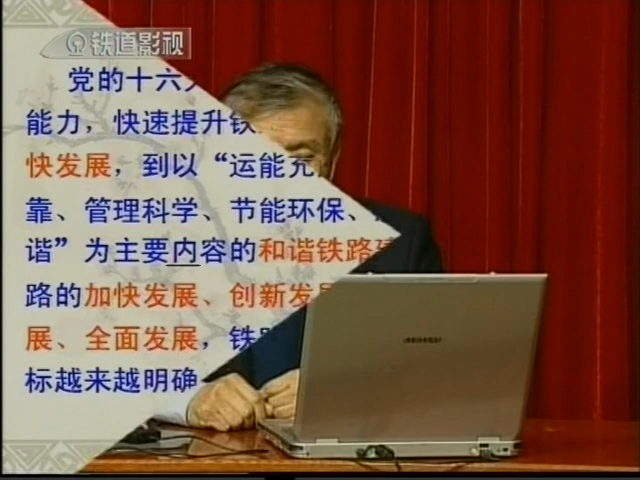 铁道影视
党的十六
能力，快速提升铁
快发展，到以“运能充
靠、管理科学、节能环保、
谐”为主要内容的和谐铁路建
路的加快发展、创新发展
展、全面发展，铁路
标越来越明确